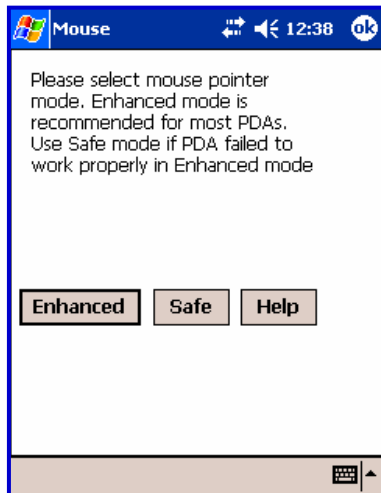 Mouse 12:38 ok
Please select mouse pointer
mode. Enhanced mode is
recommended for most PDAs.
Use Safe mode if PDA failed to
work properly in Enhanced mode
Enhanced Safe Help